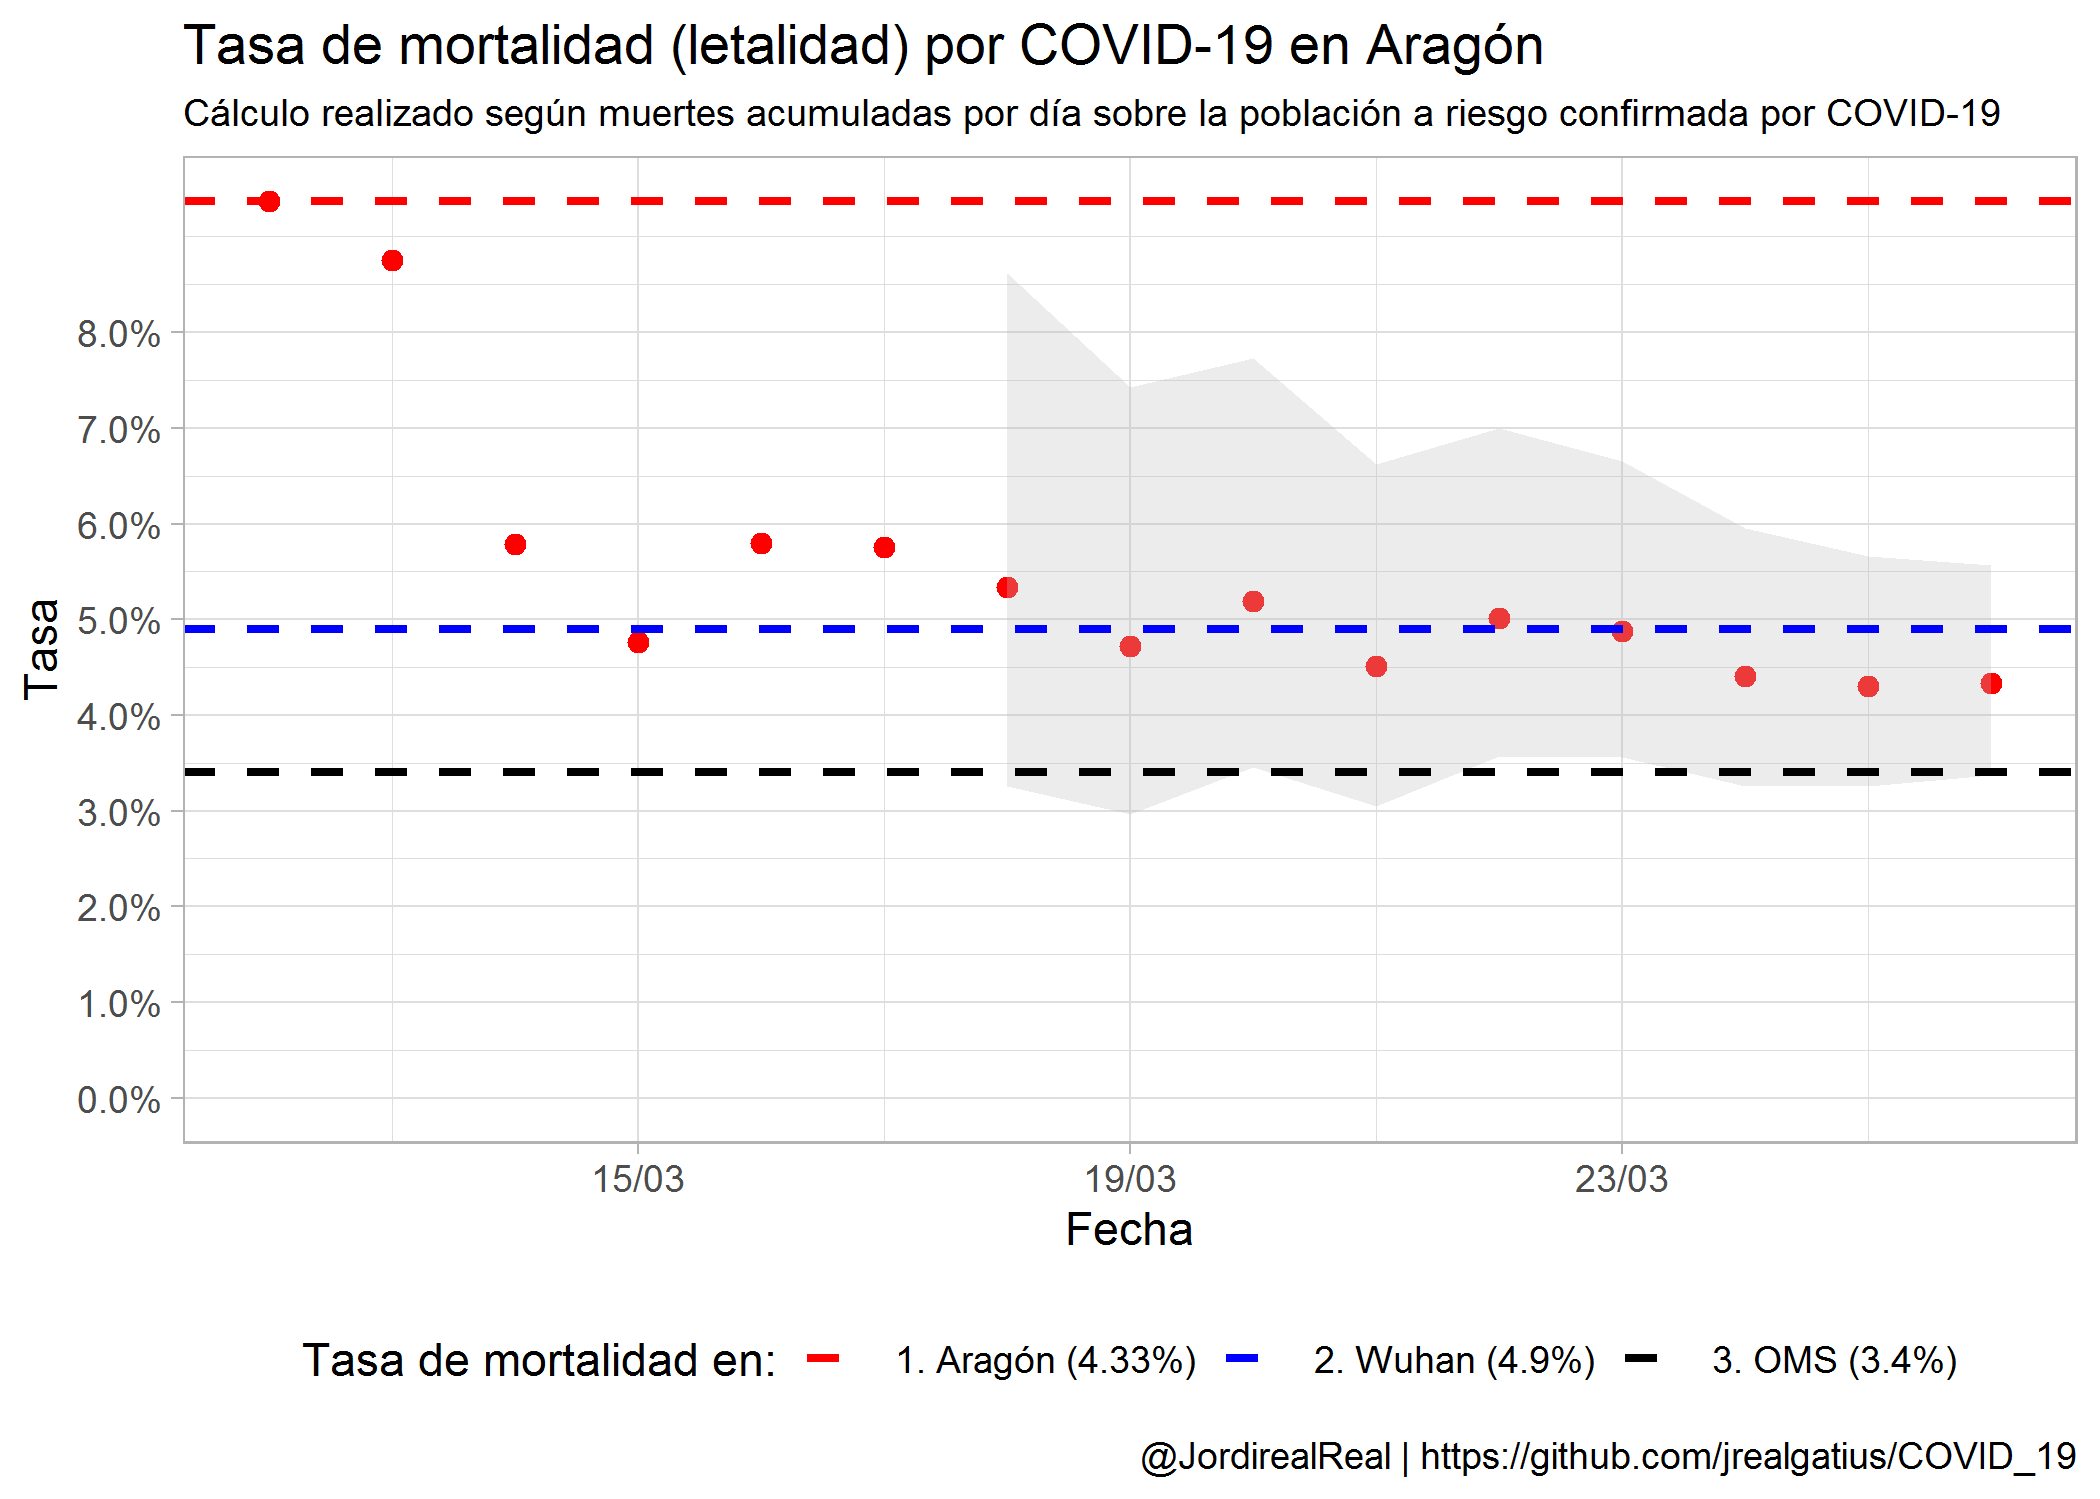 Tasa de mortalidad (letalidad) por COVID-19 en Aragón
Cálculo realizado según muertes acumuladas por día sobre la población a riesgo confirmada por COVID-19
8.0%
7.0%
6.0%
5.0%
4.0%
3.0%
2.0%
1.0%
0.0%
Tasa
15/03 19/03 23/03
Fecha
Tasa de mortalidad en: 1. Aragón (4.33%) 2. Wuhan (4.9%) 3. OMS (3.4%)
@JordirealReal | https://github.com/jrealgatius/COVID_19